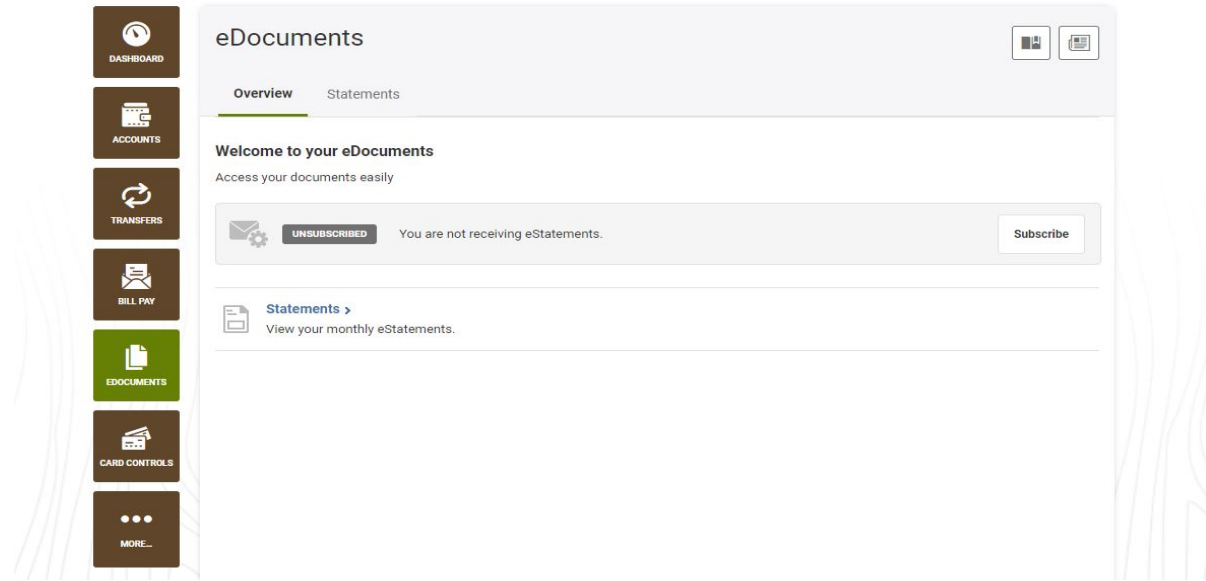 DASHBOARD
ACCOUNTS
TRANSFERS
BILL PAY
EDOCUMENTS
CARD CONTROLS
MORE...
eDocuments
Overview Statements
Welcome to your eDocuments
Access your documents easily
UNSUBSCRIBED You are not receiving eStatements. Subscribe
Statements >
View your monthly eStatements.